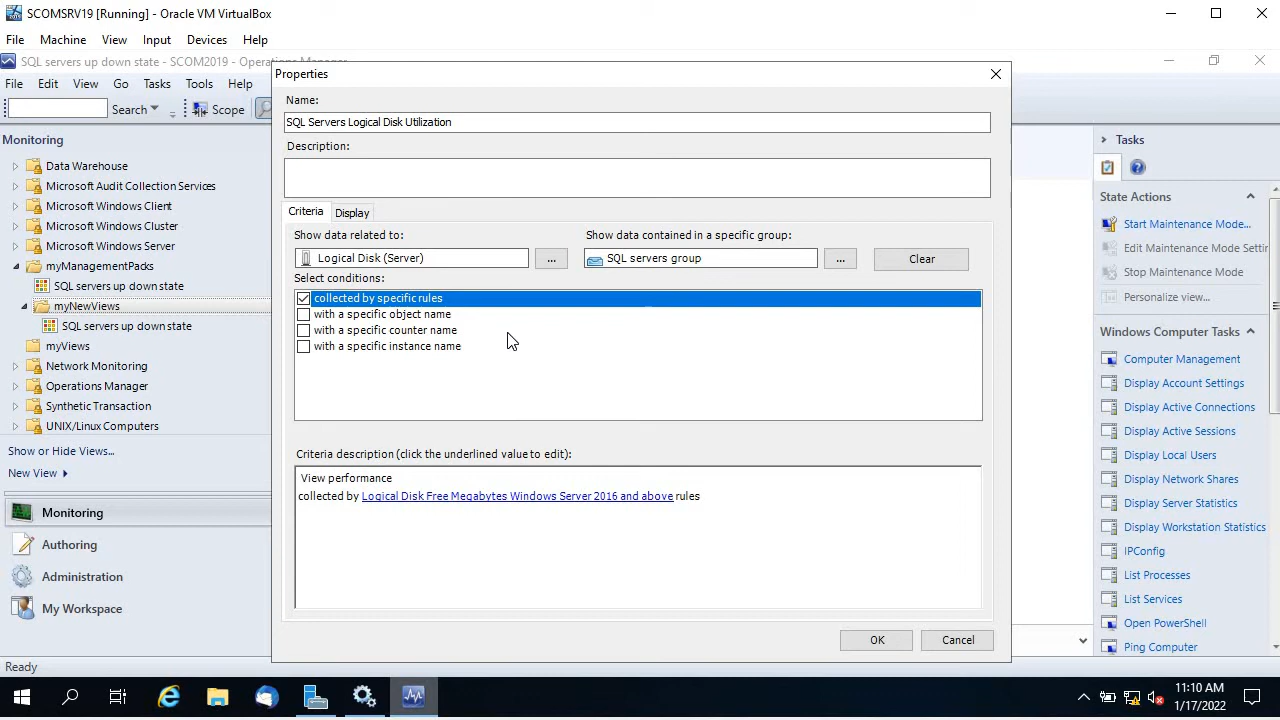 SCOMSRV19 [Running] - Oracle VM VirtualBox
File Machine View Input Devices Help
SQL servers up down state - SCOM2019 - Operations Manager
File Edit View Go Tasks Tools Help
Search Scope
Monitoring
Data Warehouse
Microsoft Audit Collection Services
Microsoft Windows Client
Microsoft Windows Cluster
Microsoft Windows Server
myManagementPacks
SQL servers up down state
myNewViews
SQL servers up down state
myViews
Network Monitoring
Operations Manager
Synthetic Transaction
UNIX/Linux Computers
Show or Hide Views...
New View
Monitoring
Authoring
Administration
My Workspace
Ready
Properties
Name:
SQL Servers Logical Disk Utilization
Description:
Criteria Display
Show data related to: Show data contained in a specific group:
Logical Disk (Server) ... SQL servers group ... Clear
Select conditions:
collected by specific rules
with a specific object name
with a specific counter name
with a specific instance name
Criteria description (click the underlined value to edit):
View performance
collected by Logical Disk Free Megabytes Windows Server 2016 and above rules
OK Cancel
Tasks
State Actions
Start Maintenance Mode...
Edit Maintenance Mode Settir
Stop Maintenance Mode
Personalize view...
Windows Computer Tasks
Computer Management
Display Account Settings
Display Active Connections
Display Active Sessions
Display Local Users
Display Network Shares
Display Server Statistics
Display Workstation Statistics
IPConfig
List Processes
List Services
Open PowerShell
Ping Computer
11:10 AM
1/17/2022